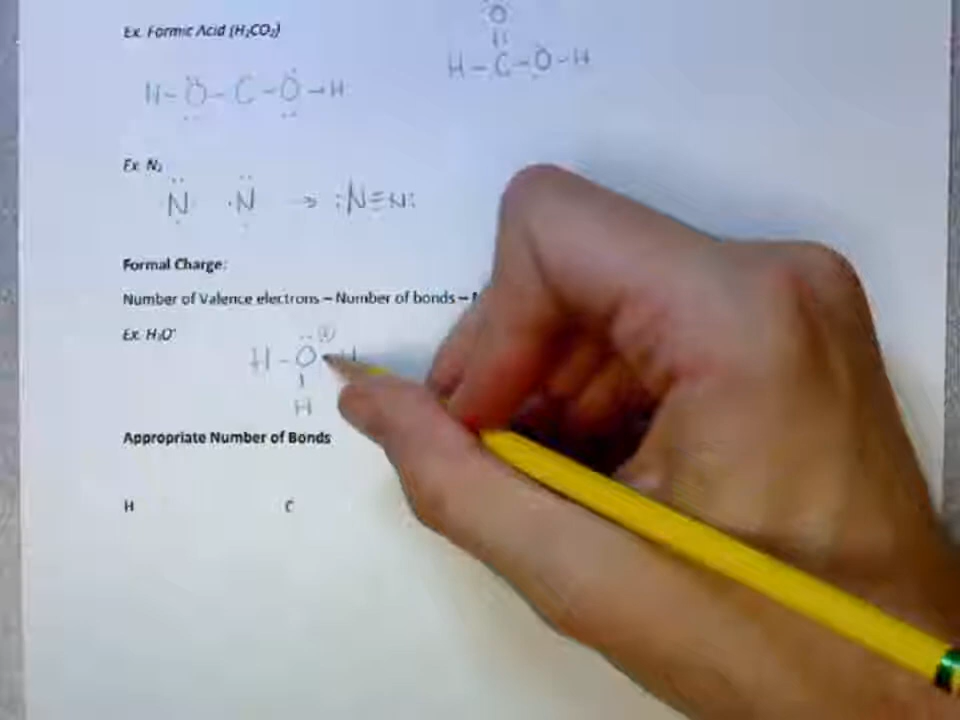 Ex. Formic Acid (H₂CO₂)
O
H-C-O-H
H-O-C-O-H
Ex. N₂
N ·N → :N≡N:
Formal Charge:
Number of Valence electrons – Number of bonds –
Ex. H₃O⁺
H-O-H
H
Appropriate Number of Bonds
H C